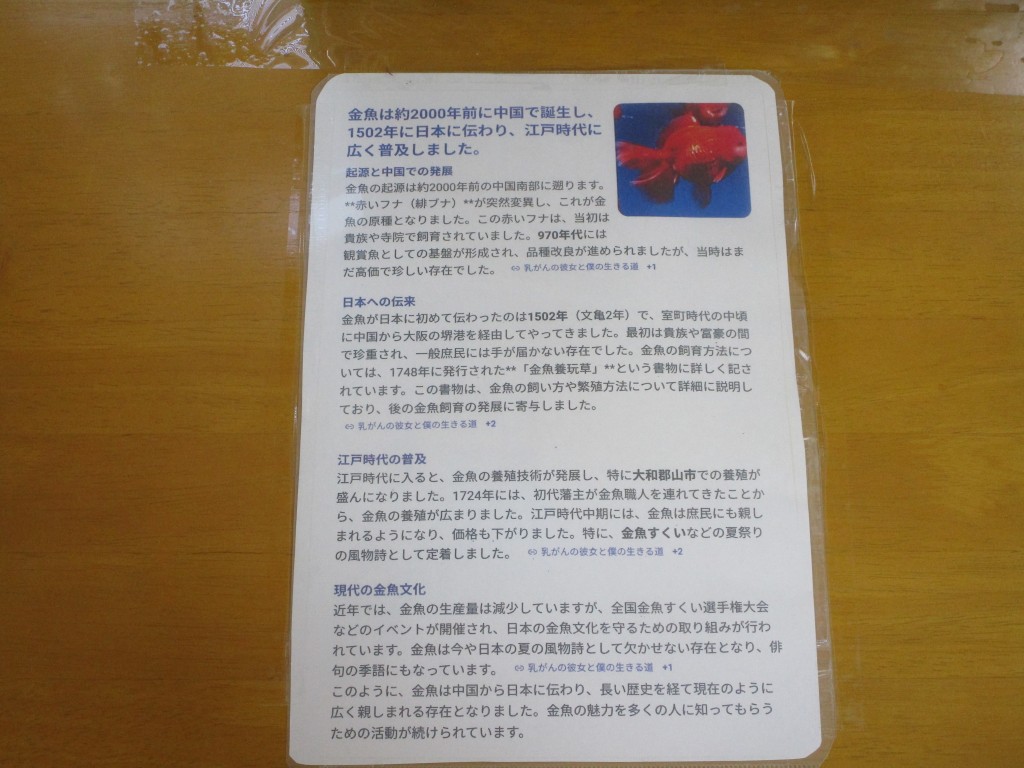 金魚は約2000年前に中国で誕生し、
1502年に日本に伝わり、江戸時代に
広く普及しました。
起源と中国での発展
金魚の起源は約2000年前の中国南部に遡ります。
**赤いフナ（緋ブナ）**が突然変異し、これが金
魚の原種となりました。この赤いフナは、当初は
貴族や寺院で飼育されていました。970年代には
観賞魚としての基盤が形成され、品種改良が進められましたが、当時はま
だ高価で珍しい存在でした。 乳がんの彼女と僕の生きる道 +1
日本への伝来
金魚が日本に初めて伝わったのは1502年（文亀2年）で、室町時代の中頃
に中国から大阪の堺港を経由してやってきました。最初は貴族や富豪の間
で珍重され、一般庶民には手が届かない存在でした。金魚の飼育方法につ
いては、1748年に発行された**「金魚養玩草」**という書物に詳しく記さ
れています。この書物は、金魚の飼い方や繁殖方法について詳細に説明し
ており、後の金魚飼育の発展に寄与しました。
乳がんの彼女と僕の生きる道 +2
江戸時代の普及
江戸時代に入ると、金魚の養殖技術が発展し、特に大和郡山市での養殖が
盛んになりました。1724年には、初代藩主が金魚職人を連れてきたことか
ら、金魚の養殖が広まりました。江戸時代中期には、金魚は庶民にも親し
まれるようになり、価格も下がりました。特に、金魚すくいなどの夏祭り
の風物詩として定着しました。 乳がんの彼女と僕の生きる道 +2
現代の金魚文化
近年では、金魚の生産量は減少していますが、全国金魚すくい選手権大会
などのイベントが開催され、日本の金魚文化を守るための取り組みが行わ
れています。金魚は今や日本の夏の風物詩として欠かせない存在となり、俳
句の季語にもなっています。 乳がんの彼女と僕の生きる道 +1
このように、金魚は中国から日本に伝わり、長い歴史を経て現在のように
広く親しまれる存在となりました。金魚の魅力を多くの人に知ってもらう
ための活動が続けられています。